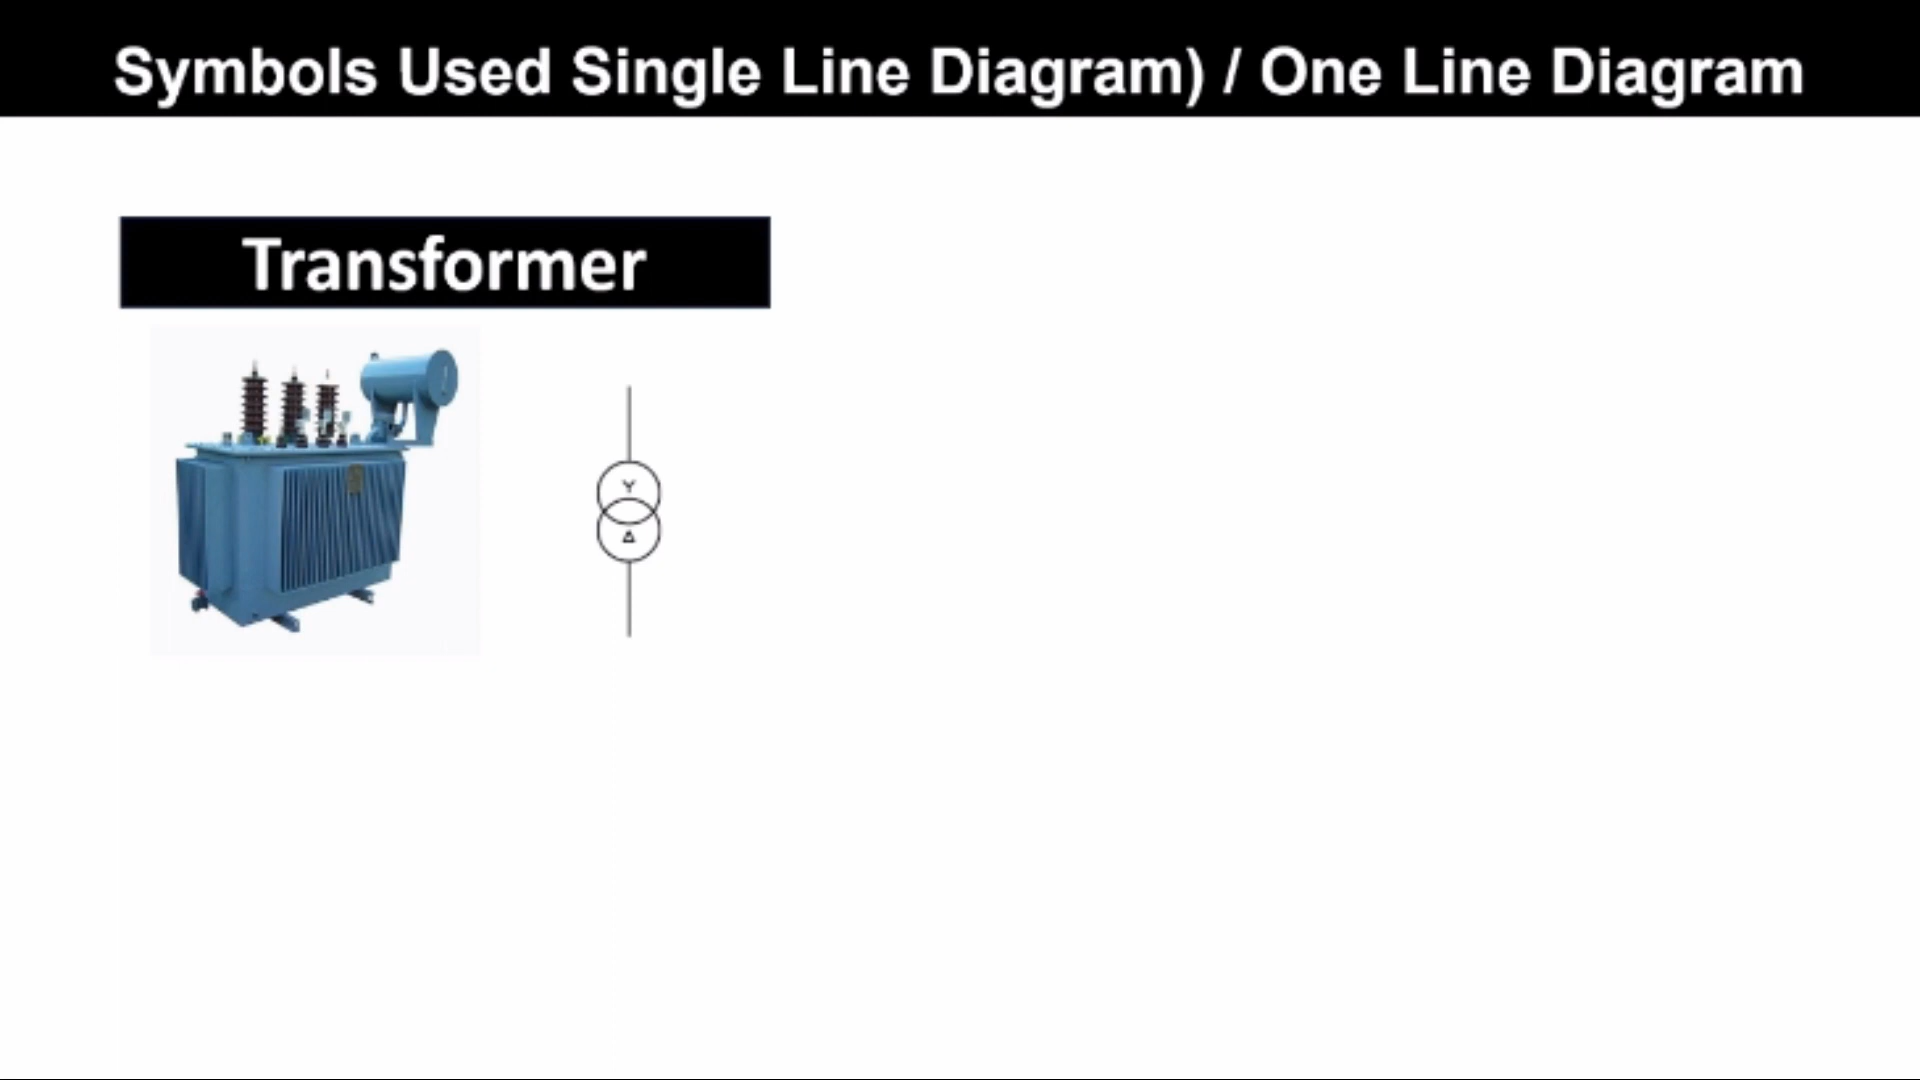 Symbols Used Single Line Diagram) / One Line Diagram
Transformer
Y
Δ